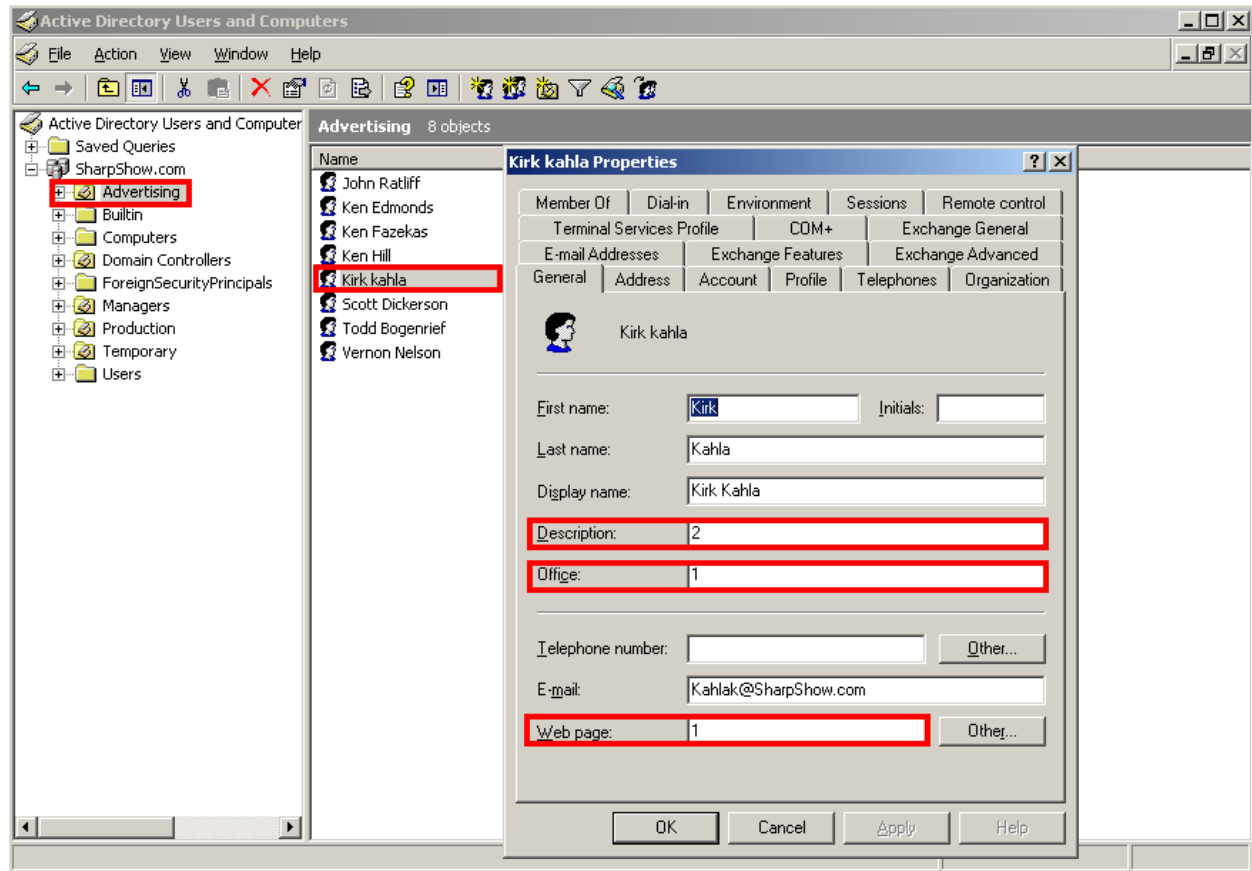 Active Directory Users and Computers
File Action View Window Help
Active Directory Users and Computer
Saved Queries
SharpShow.com
Advertising
Builtin
Computers
Domain Controllers
ForeignSecurityPrincipals
Managers
Production
Temporary
Users
Advertising 8 objects
Name
John Ratliff
Ken Edmonds
Ken Fazekas
Ken Hill
Kirk kahla
Scott Dickerson
Todd Bogenrief
Vernon Nelson
Kirk kahla Properties
Member Of Dial-in Environment Sessions Remote control
Terminal Services Profile COM+ Exchange General
E-mail Addresses Exchange Features Exchange Advanced
General Address Account Profile Telephones Organization
Kirk kahla
First name: Kirk Initials:
Last name: Kahla
Display name: Kirk Kahla
Description: 2
Office: 1
Telephone number: Other...
E-mail: Kahlak@SharpShow.com
Web page: 1 Other...
OK Cancel Apply Help